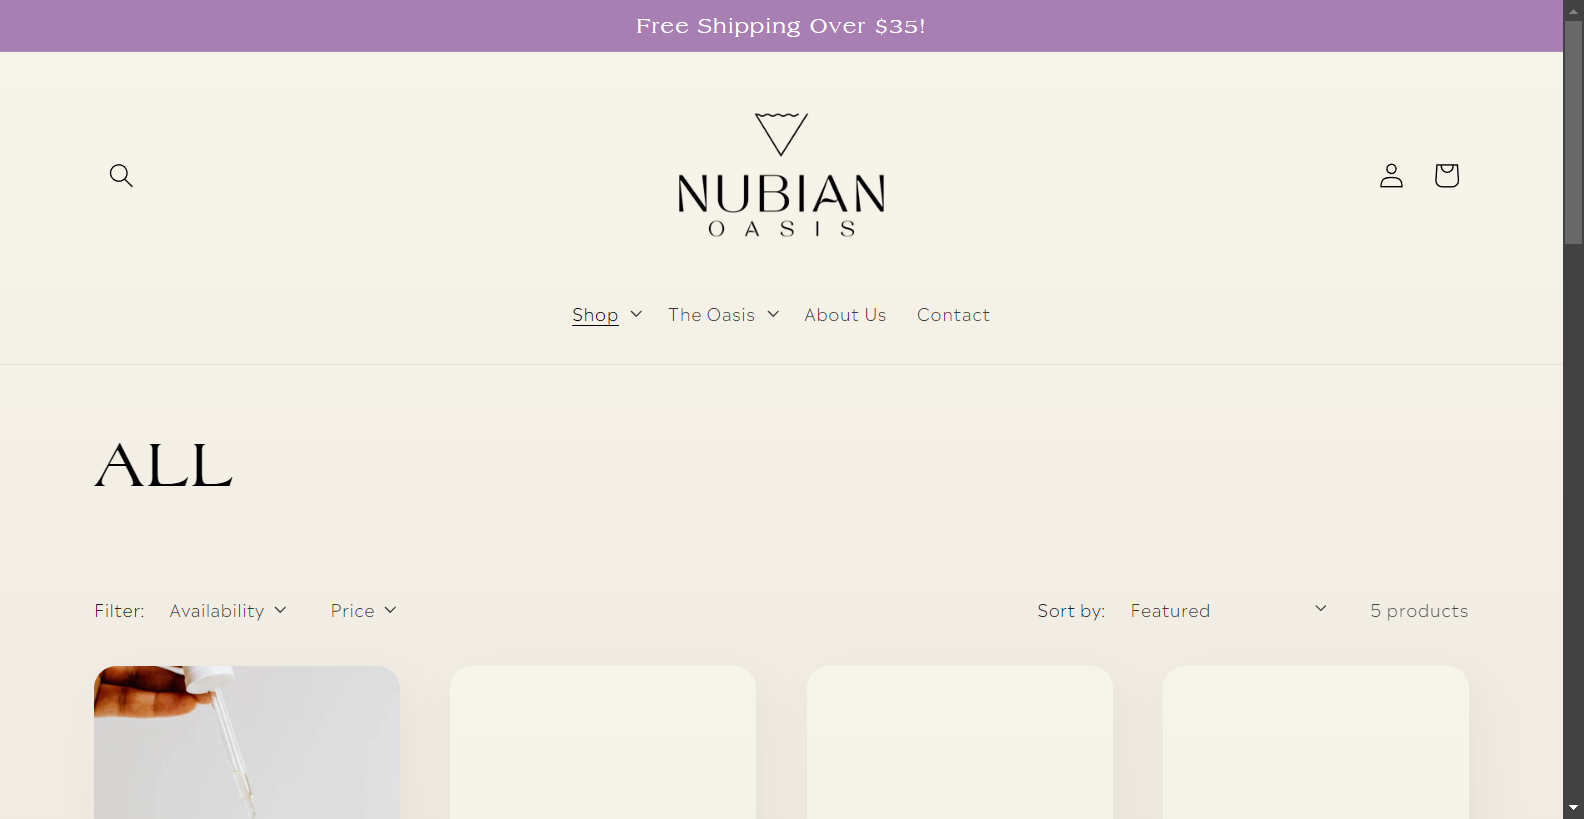 Free Shipping Over $35!
NUBIAN
OASIS
Shop
The Oasis
About Us
Contact
ALL
Filter: Availability Price
Sort by: Featured
5 products